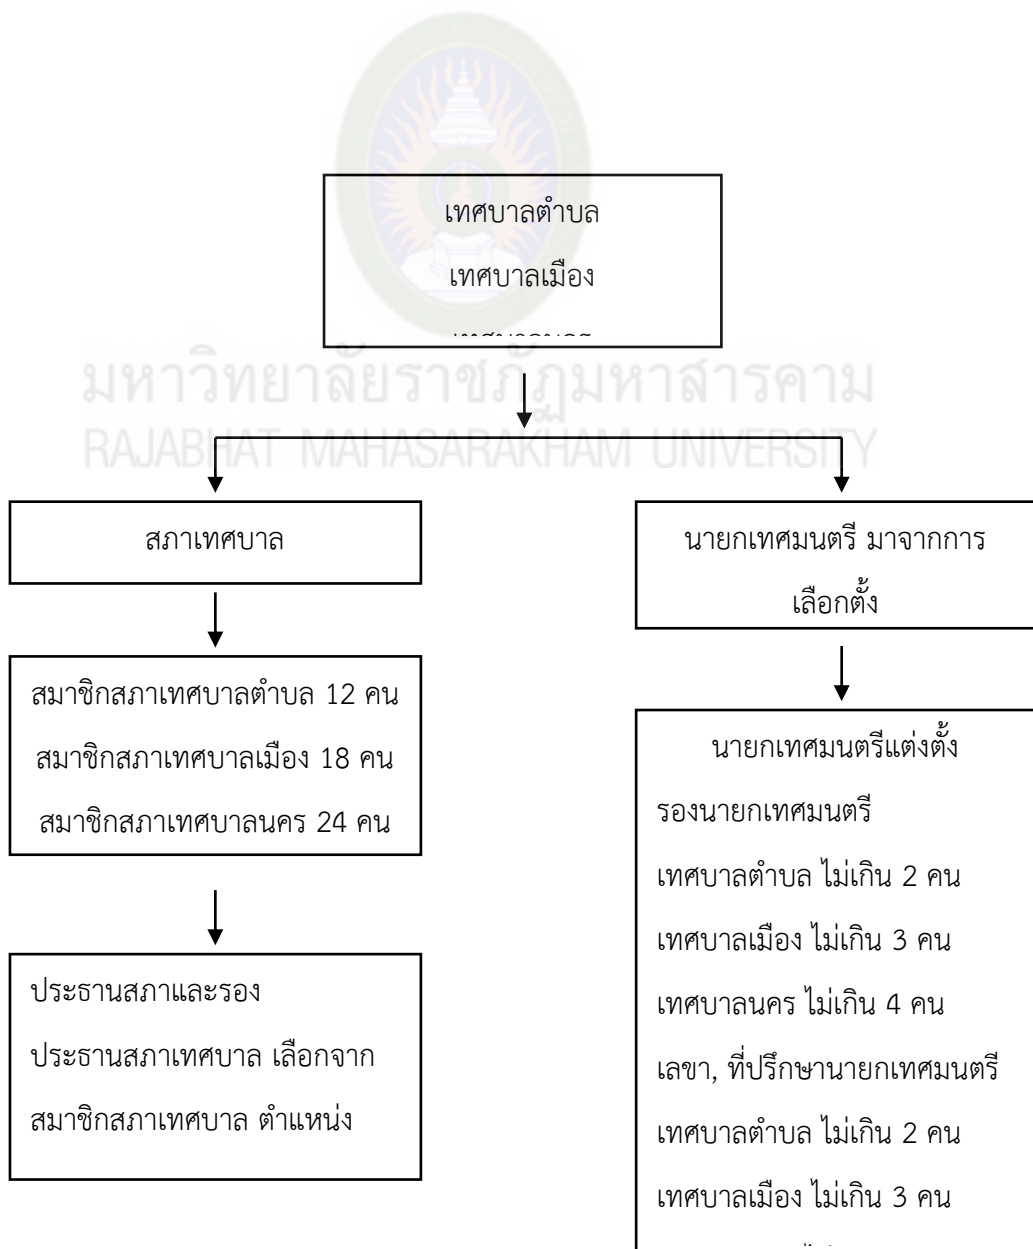 เทศบาลตำบล
เทศบาลเมือง
มหาวิทยาลัยราชภัฏมหาสารคาม
RAJABHAT MAHASARAKHAM UNIVERSITY
สภาเทศบาล
สมาชิกสภาเทศบาลตำบล 12 คน
สมาชิกสภาเทศบาลเมือง 18 คน
สมาชิกสภาเทศบาลนคร 24 คน
ประธานสภาและรอง
ประธานสภาเทศบาล เลือกจาก
สมาชิกสภาเทศบาล ตำแหน่ง
นายกเทศมนตรี มาจากการ
เลือกตั้ง
นายกเทศมนตรีแต่งตั้ง
รองนายกเทศมนตรี
เทศบาลตำบล ไม่เกิน 2 คน
เทศบาลเมือง ไม่เกิน 3 คน
เทศบาลนคร ไม่เกิน 4 คน
เลขา, ที่ปรึกษานายกเทศมนตรี
เทศบาลตำบล ไม่เกิน 2 คน
เทศบาลเมือง ไม่เกิน 3 คน